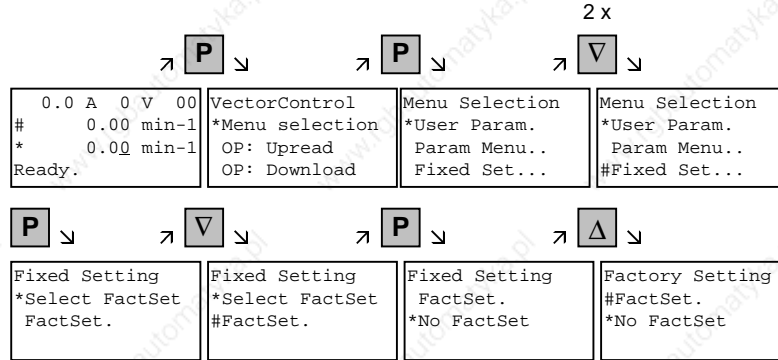 2 x
P P ∇
0.0 A 0 V 00
# 0.00 min-1
* 0.00 min-1
Ready.
VectorControl
*Menu selection
OP: Upread
OP: Download
Menu Selection
*User Param.
Param Menu..
Fixed Set...
Menu Selection
*User Param.
Param Menu..
#Fixed Set...
P ∇ P Δ
Fixed Setting
*Select FactSet
FactSet.
Fixed Setting
*Select FactSet
#FactSet.
Fixed Setting
FactSet.
*No FactSet
Factory Setting
#FactSet.
*No FactSet